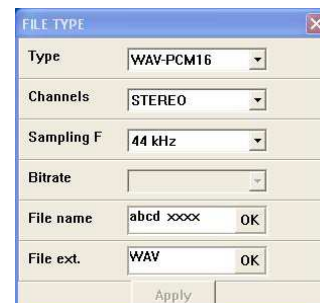 FILE TYPE
Type WAV-PCM16
Channels STEREO
Sampling F 44 kHz
Bitrate
File name abcd xxxx OK
File ext. WAV OK
Apply